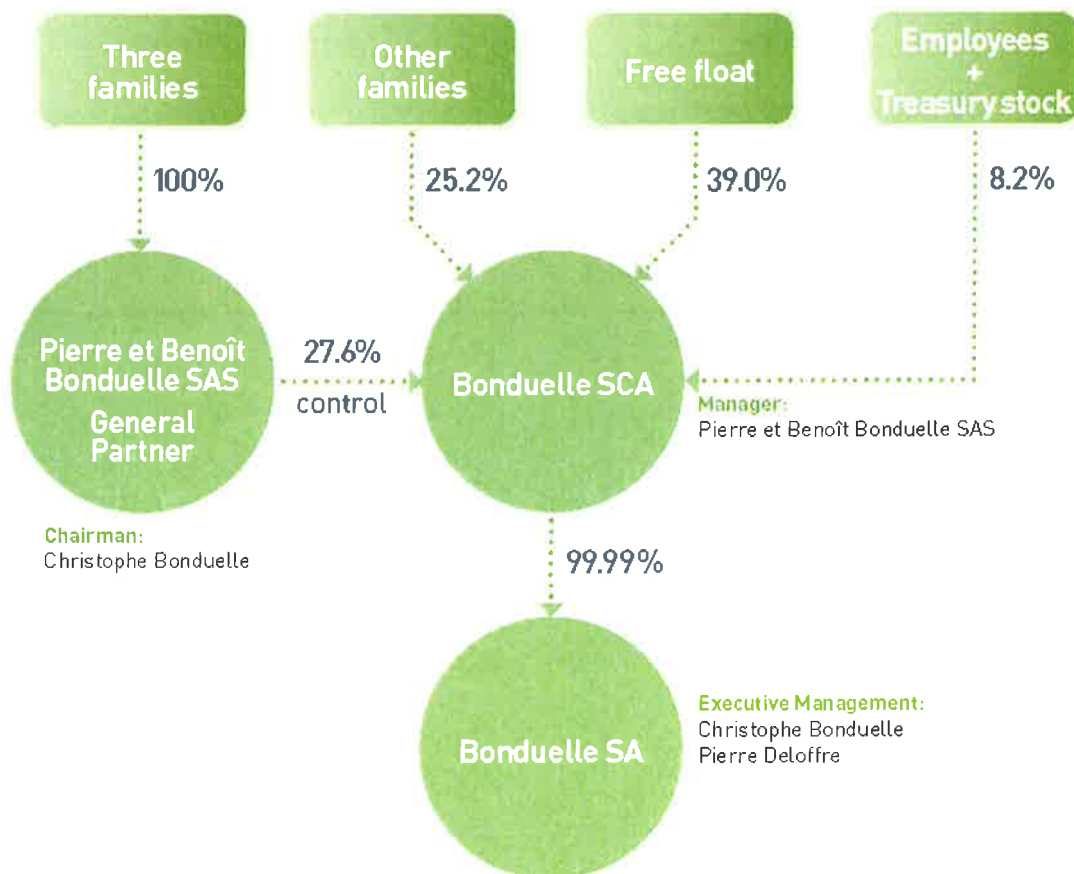 Three
families
Other
families
Free float
Employees
+
Treasury stock
100%
25.2%
39.0%
8.2%
Pierre et Benoît
Bonduelle SAS
General
Partner
27.6%
control
Bonduelle SCA
Manager:
Pierre et Benoît Bonduelle SAS
Chairman:
Christophe Bonduelle
99.99%
Bonduelle SA
Executive Management:
Christophe Bonduelle
Pierre Deloffre